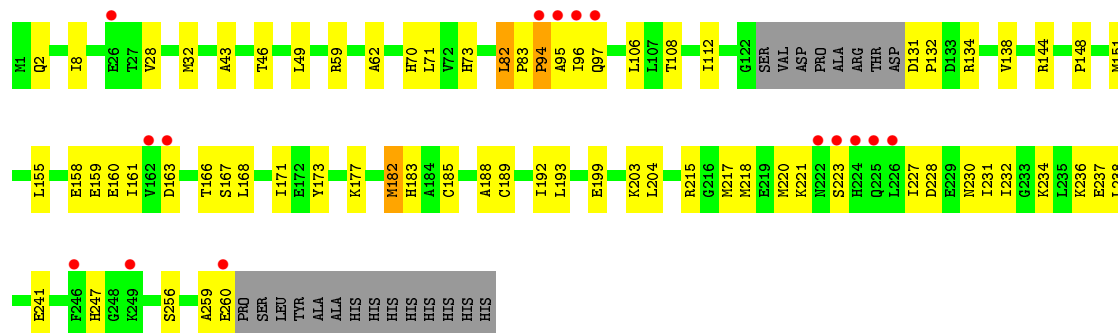 M1 Q2 I8 E26 T27 V28 M32 A43 T46 L49 R59 A62 H70 L71 V72 H73 L82 P83 P94 A95 I96 Q97 L106 L107 T108 I112 G122 SER VAL ASP PRO ALA ARG THR ASP D131 P132 D133 R134 V138 R144 P148 M151
L155 E158 E159 E160 I161 V162 D163 T166 S167 L168 I171 E172 Y173 K177 M182 H183 A184 C185 A188 C189 I192 L193 E199 K203 L204 R215 G216 M217 M218 E219 M220 K221 N222 S223 H224 Q225 L226 I227 D228 E229 N230 I231 I232 G233 K234 L235 K236 E237
E241 F246 H247 G248 K249 S256 A259 E260 PRO SER LEU TYR ALA ALA HIS HIS HIS HIS HIS HIS HIS